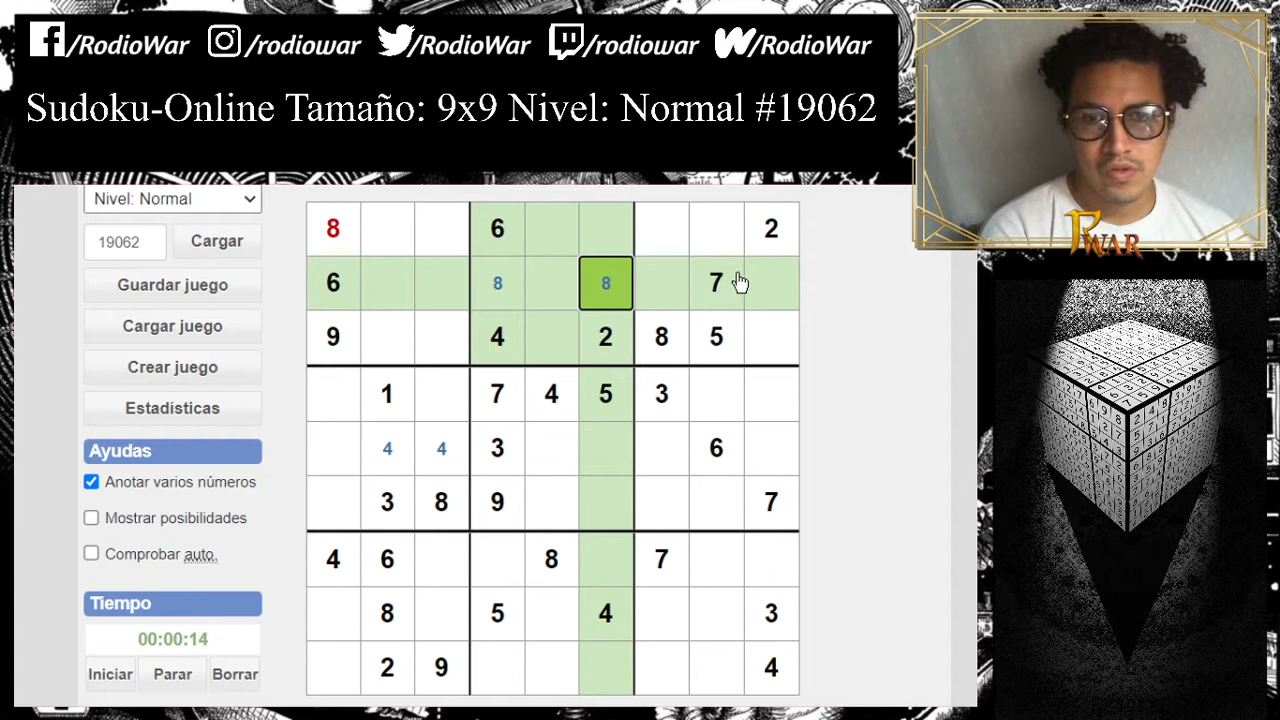 /RodioWar /rodiowar /RodioWar /rodiowar /RodioWar
Sudoku-Online Tamaño: 9x9 Nivel: Normal #19062
WAR
Nivel: Normal
19062 Cargar
Guardar juego
Cargar juego
Crear juego
Estadísticas
Ayudas
Anotar varios números
Mostrar posibilidades
Comprobar auto.
Tiempo
00:00:14
Iniciar Parar Borrar
8 6 2
6 8 8 7
9 4 2 8 5
1 7 4 5 3
4 4 3 6
3 8 9 7
4 6 8 7
8 5 4 3
2 9 4